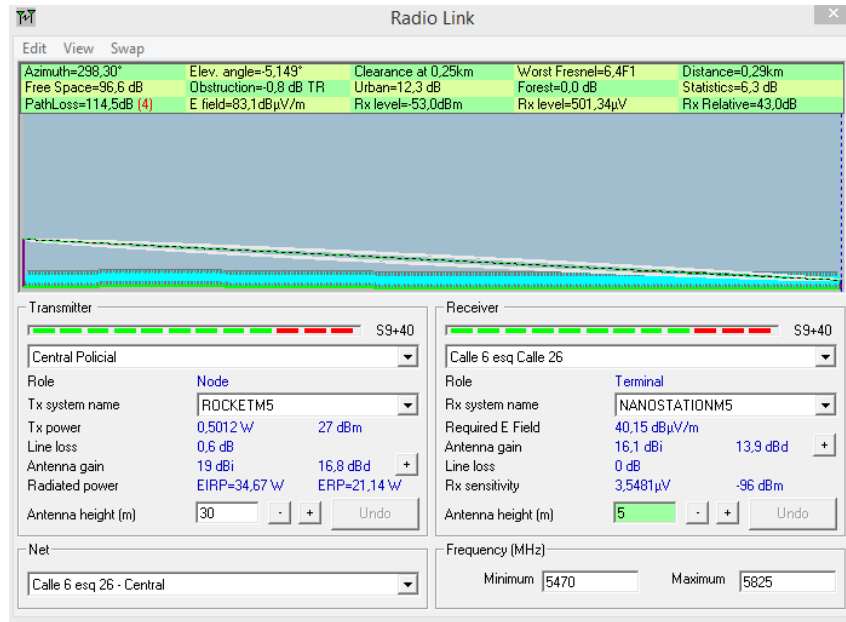 Radio Link
Edit View Swap
Azimuth=298,30° Elev. angle=-5,149° Clearance at 0,25km Worst Fresnel=6,4F1 Distance=0,29km
Free Space=96,6 dB Obstruction=-0,8 dB TR Urban=12,3 dB Forest=0,0 dB Statistics=6,3 dB
PathLoss=114,5dB (4) E field=83,1dBµV/m Rx level=-53,0dBm Rx level=501,34µV Rx Relative=43,0dB
Transmitter
S9+40
Central Policial
Role Node
Tx system name ROCKETM5
Tx power 0,5012 W 27 dBm
Line loss 0,6 dB
Antenna gain 19 dBi 16,8 dBd +
Radiated power EIRP=34,67 W ERP=21,14 W
Antenna height (m) 30 - + Undo
Receiver
S9+40
Calle 6 esq Calle 26
Role Terminal
Rx system name NANOSTATIONM5
Required E Field 40,15 dBµV/m
Antenna gain 16,1 dBi 13,9 dBd +
Line loss 0 dB
Rx sensitivity 3,5481µV -96 dBm
Antenna height (m) 5 - + Undo
Net
Calle 6 esq 26 - Central
Frequency (MHz)
Minimum 5470 Maximum 5825